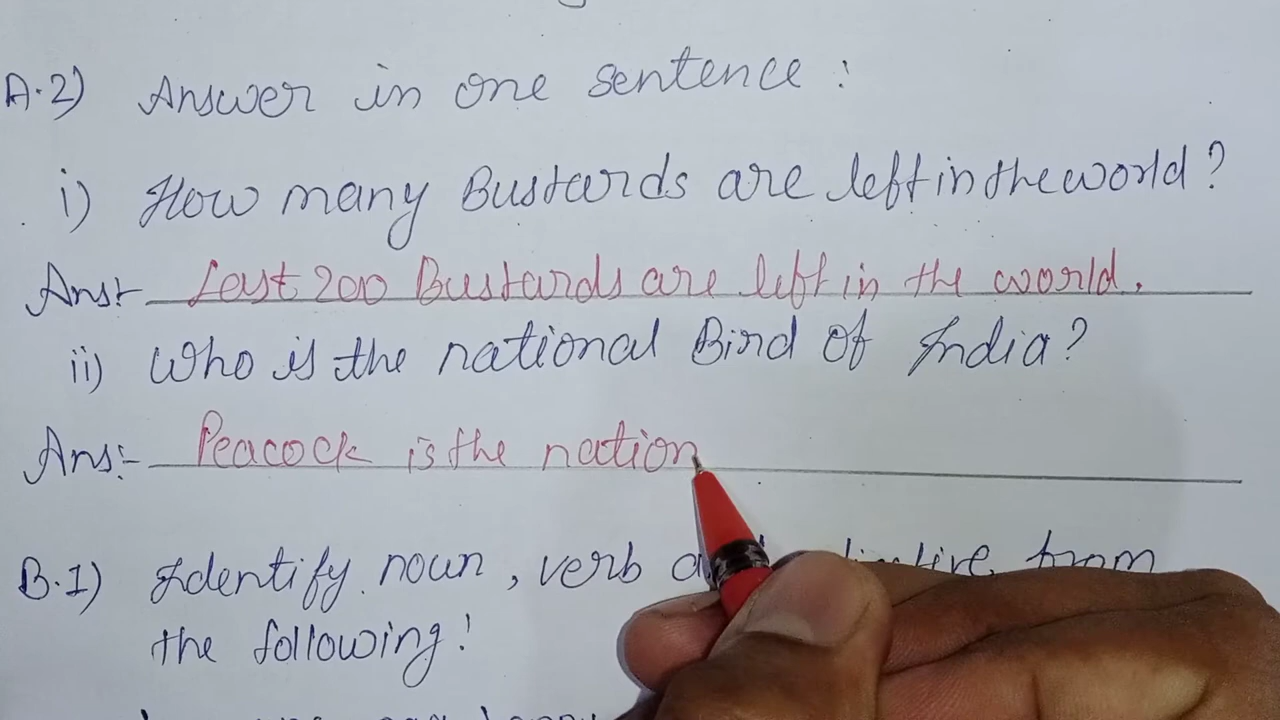 A.2) Answer in one sentence :
i) How many Bustards are left in the world?
Ans:- Last 200 Bustards are left in the world.
ii) Who is the national Bird of India?
Ans:- Peacock is the nation
B.1) Identify noun, verb from
the following: